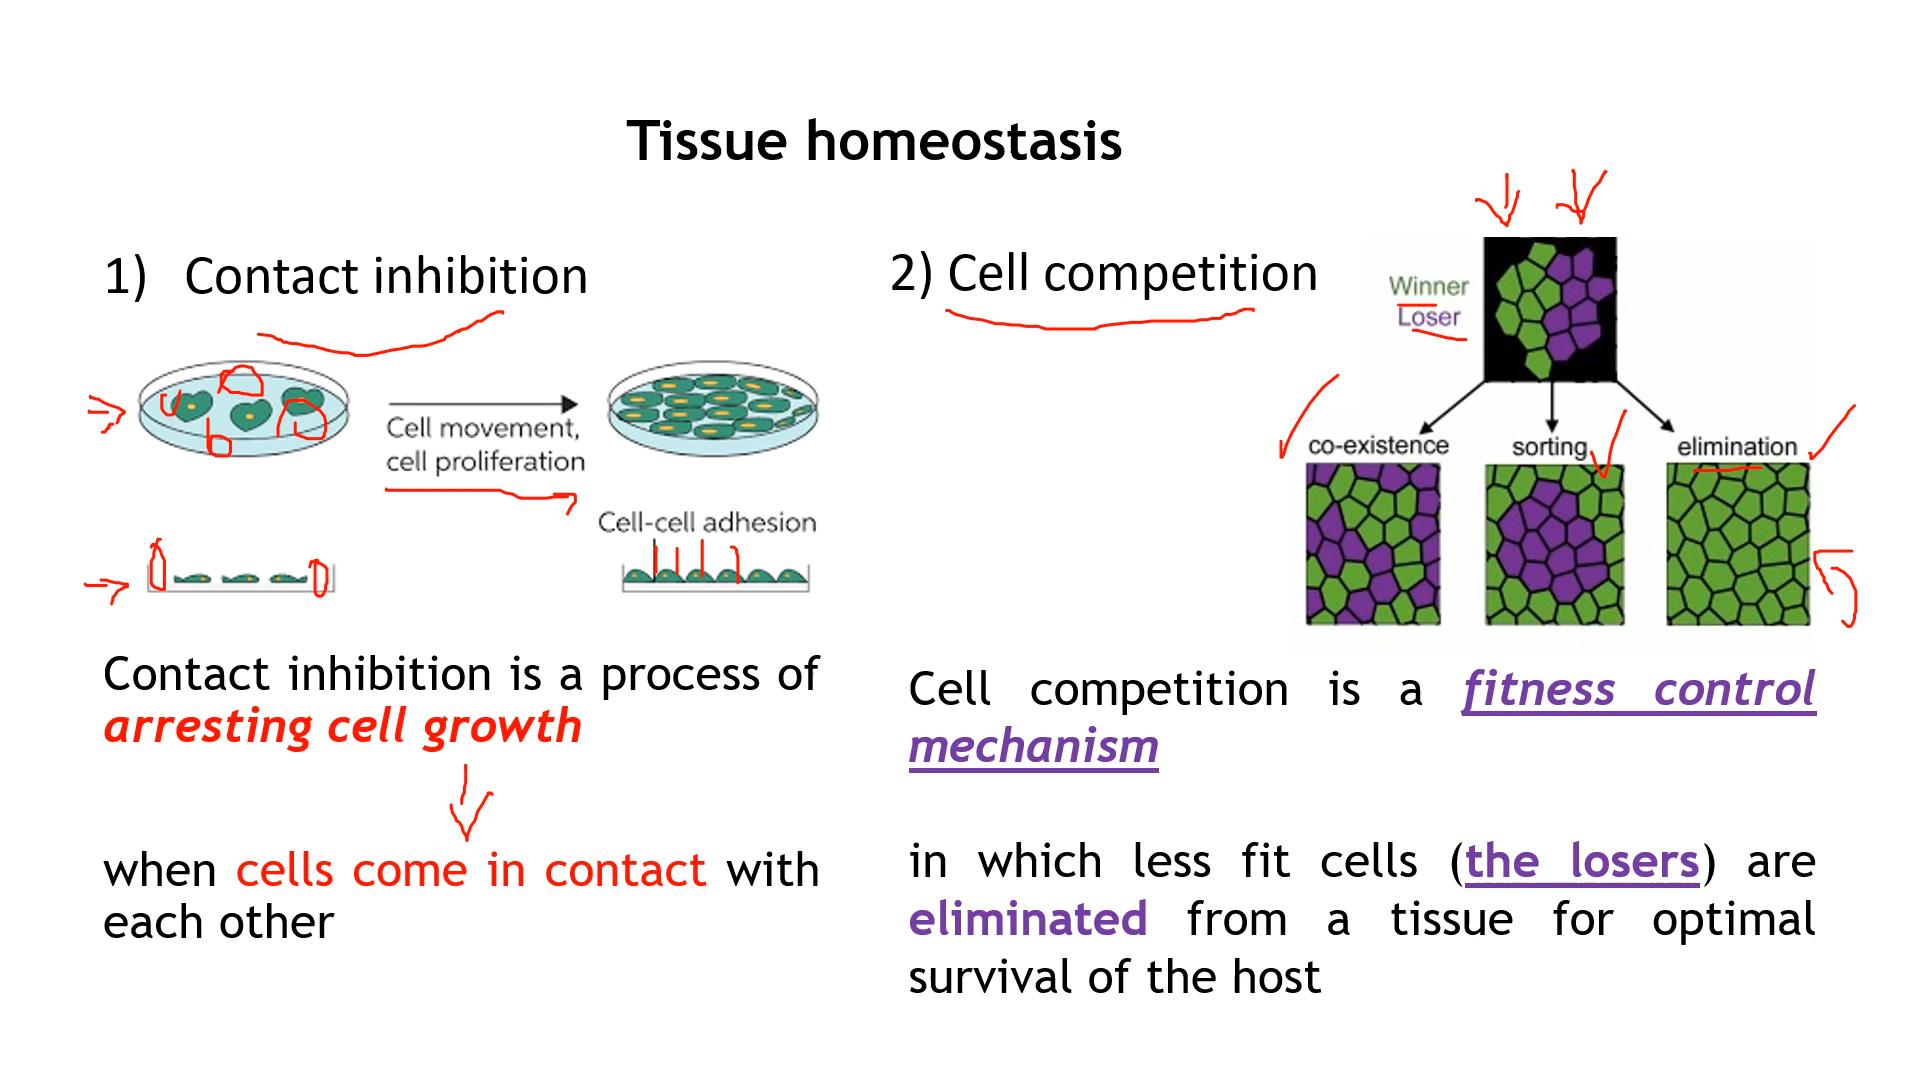 Tissue homeostasis
1) Contact inhibition
Cell movement,
cell proliferation
Cell-cell adhesion
Contact inhibition is a process of
arresting cell growth
when cells come in contact with
each other
2) Cell competition
Winner
Loser
co-existence sorting elimination
Cell competition is a fitness control
mechanism
in which less fit cells (the losers) are
eliminated from a tissue for optimal
survival of the host